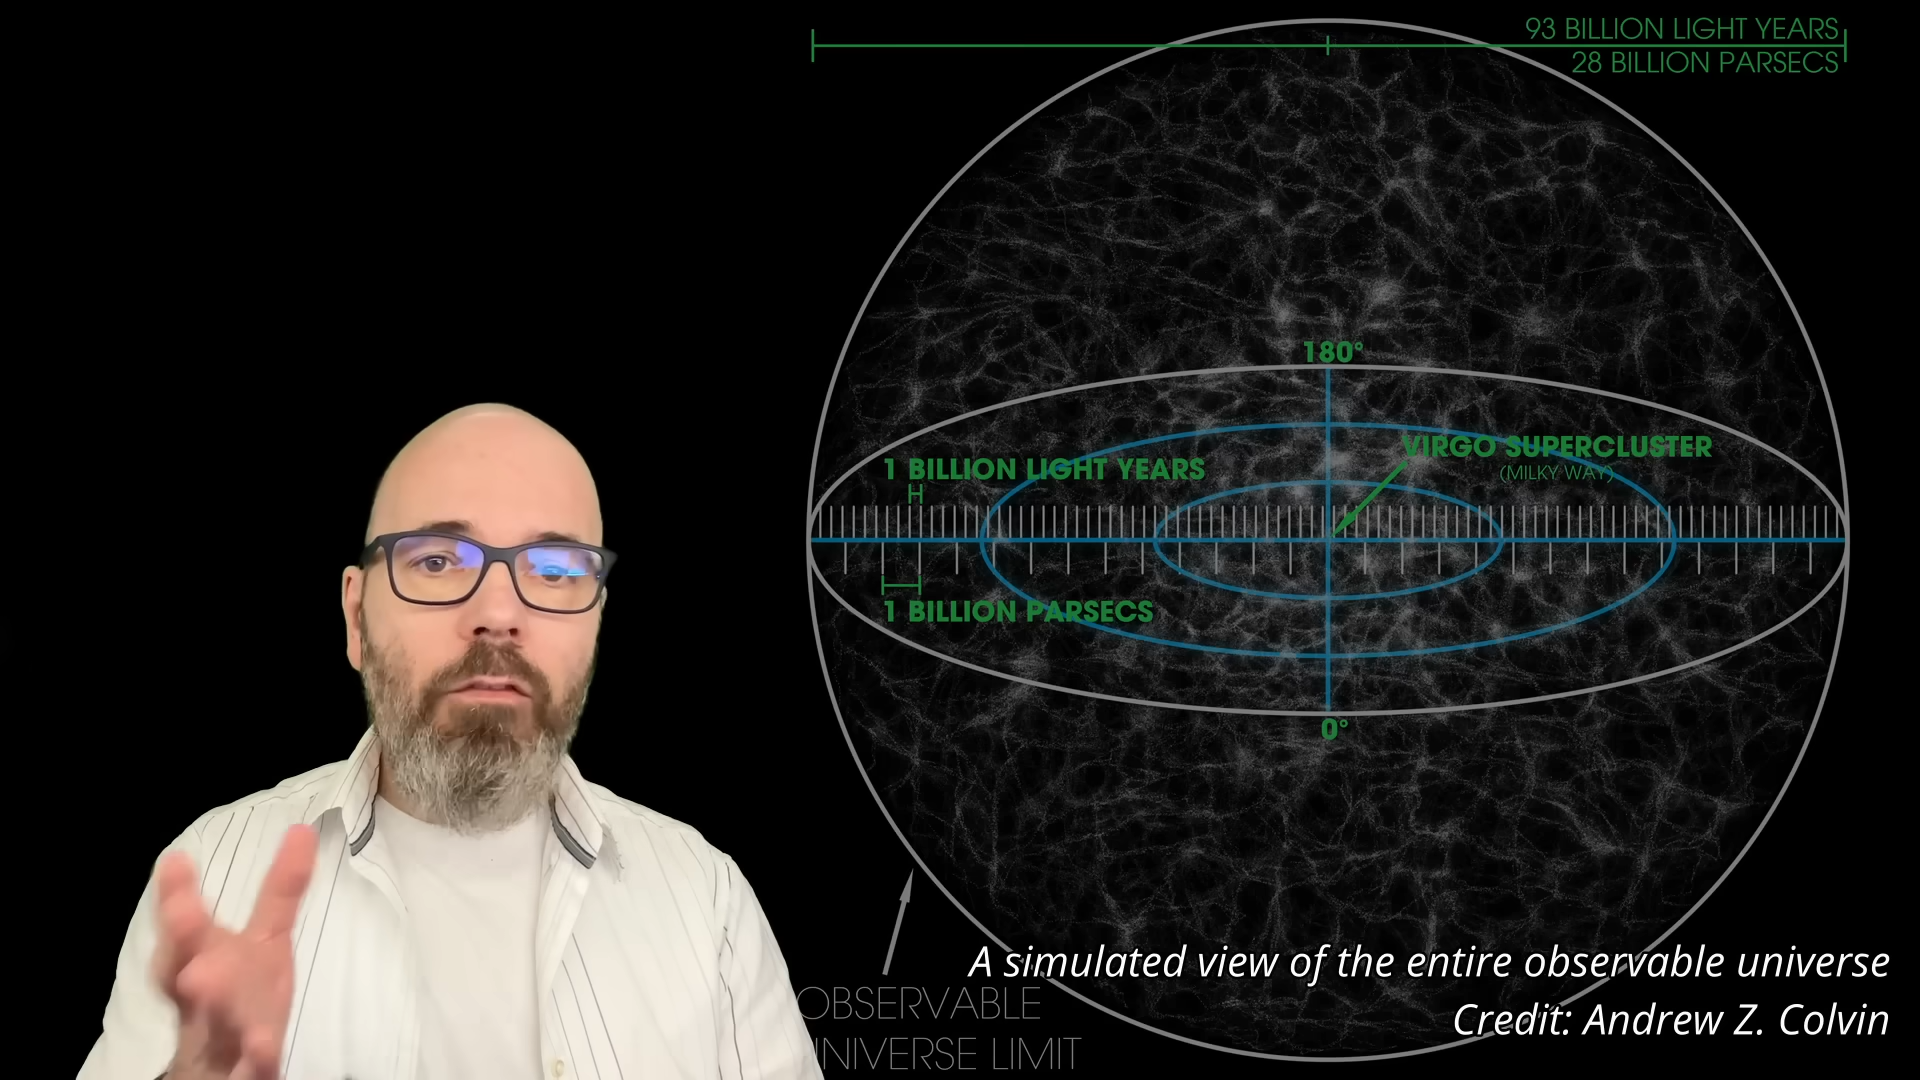 93 BILLION LIGHT YEARS
28 BILLION PARSECS
180°
VIRGO SUPERCLUSTER
(MILKY WAY)
1 BILLION LIGHT YEARS
1 BILLION PARSECS
0°
A simulated view of the entire observable universe
Credit: Andrew Z. Colvin
OBSERVABLE
UNIVERSE LIMIT